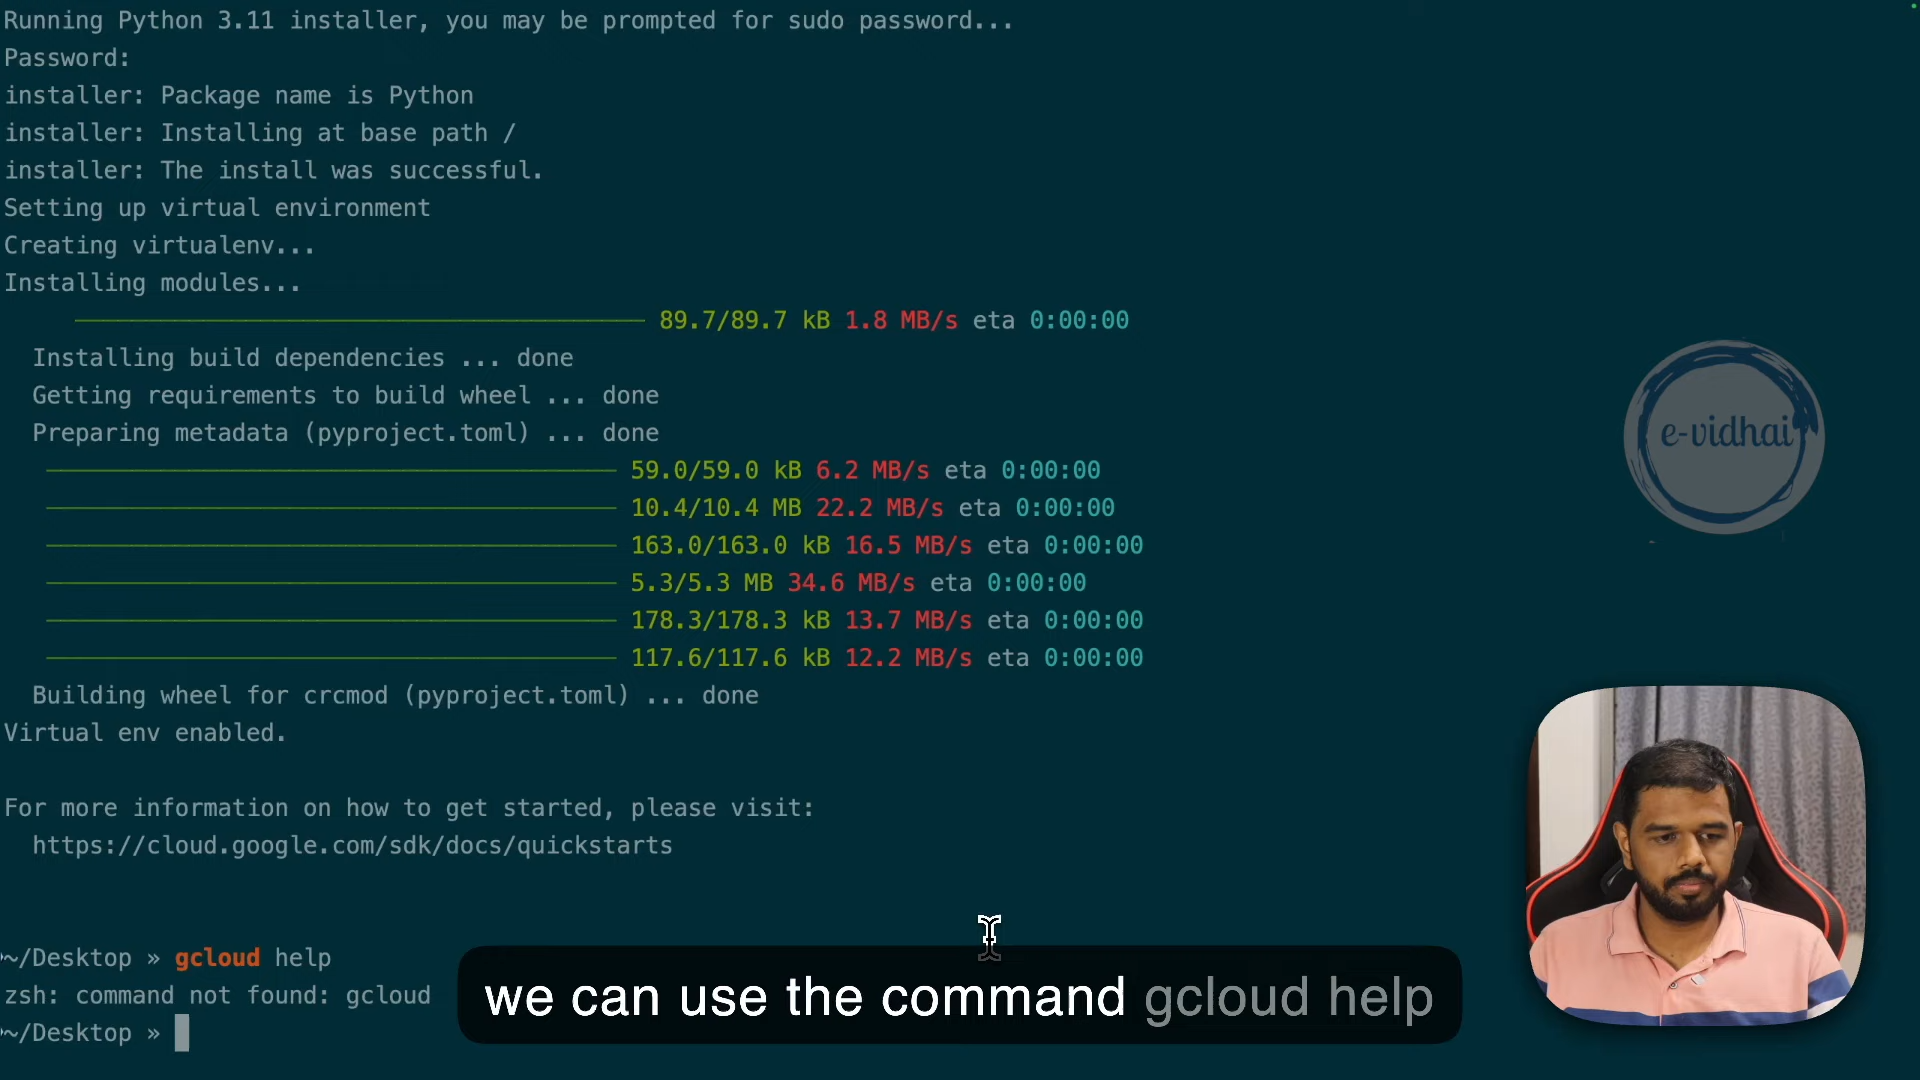 Running Python 3.11 installer, you may be prompted for sudo password...
Password:
installer: Package name is Python
installer: Installing at base path /
installer: The install was successful.
Setting up virtual environment
Creating virtualenv...
Installing modules...
89.7/89.7 kB 1.8 MB/s eta 0:00:00
Installing build dependencies ... done
Getting requirements to build wheel ... done
Preparing metadata (pyproject.toml) ... done
59.0/59.0 kB 6.2 MB/s eta 0:00:00
10.4/10.4 MB 22.2 MB/s eta 0:00:00
163.0/163.0 kB 16.5 MB/s eta 0:00:00
5.3/5.3 MB 34.6 MB/s eta 0:00:00
178.3/178.3 kB 13.7 MB/s eta 0:00:00
117.6/117.6 kB 12.2 MB/s eta 0:00:00
Building wheel for crcmod (pyproject.toml) ... done
Virtual env enabled.
For more information on how to get started, please visit:
https://cloud.google.com/sdk/docs/quickstarts
~/Desktop » gcloud help
zsh: command not found: gcloud
~/Desktop »
we can use the command gcloud help
e-vidhai